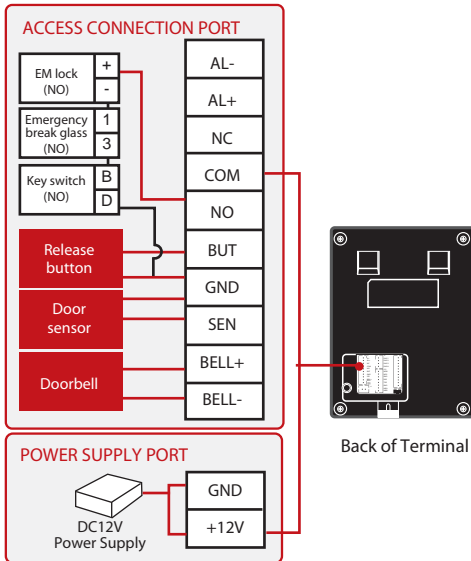 ACCESS CONNECTION PORT
EM lock
(NO)
+
-
Emergency
break glass
(NO)
1
3
Key switch
(NO)
B
D
Release
button
Door
sensor
Doorbell
AL-
AL+
NC
COM
NO
BUT
GND
SEN
BELL+
BELL-
Back of Terminal
POWER SUPPLY PORT
DC12V
Power Supply
GND
+12V